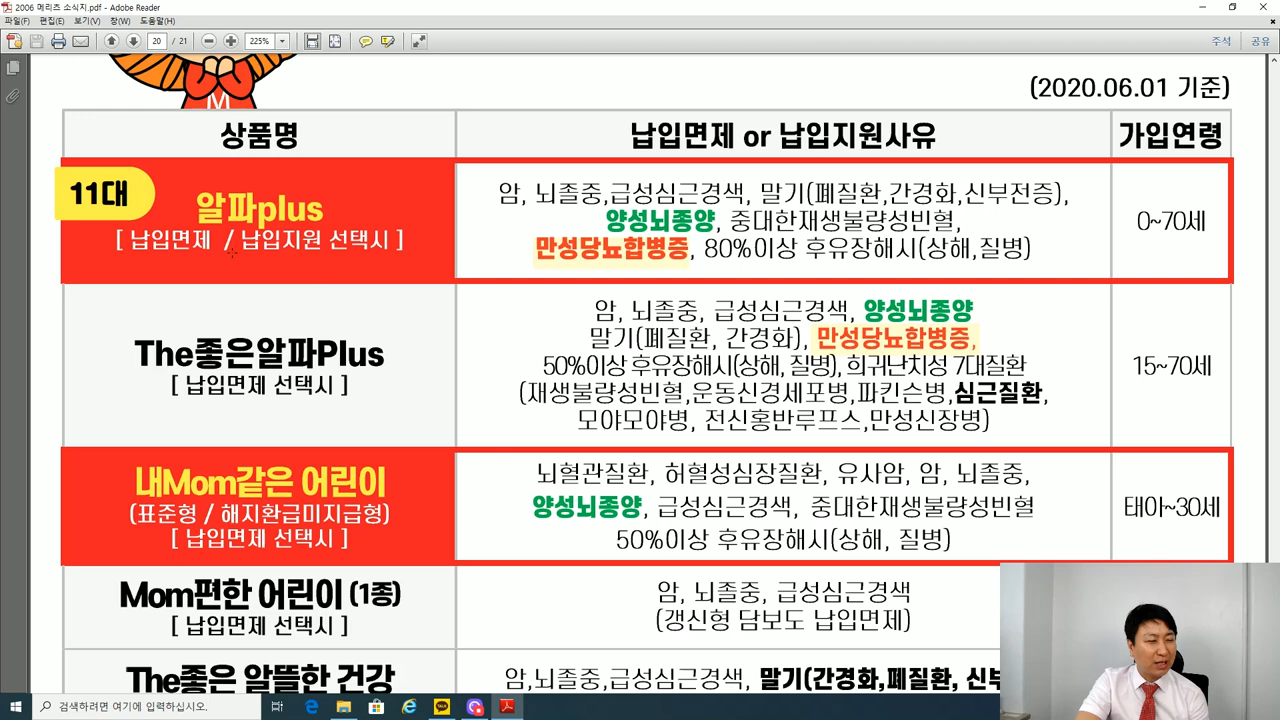 2006 메리츠 소식지.pdf - Adobe Reader
파일(F) 편집(E) 보기(V) 창(W) 도움말(H)
20 / 21 225% 주석 공유
M
(2020.06.01 기준)
상품명 납입면제 or 납입지원사유 가입연령
11대
알파plus
[ 납입면제 / 납입지원 선택시 ]
암, 뇌졸중,급성심근경색, 말기(폐질환,간경화,신부전증),
양성뇌종양, 중대한재생불량성빈혈,
만성당뇨합병증, 80%이상 후유장해시(상해,질병)
0~70세
The좋은알파Plus
[ 납입면제 선택시 ]
암, 뇌졸중, 급성심근경색, 양성뇌종양
말기(폐질환, 간경화), 만성당뇨합병증,
50%이상 후유장해시(상해, 질병), 희귀난치성 7대질환
(재생불량성빈혈,운동신경세포병,파킨슨병,심근질환,
모야모야병, 전신홍반루프스,만성신장병)
15~70세
내Mom같은 어린이
(표준형 / 해지환급미지급형)
[ 납입면제 선택시 ]
뇌혈관질환, 허혈성심장질환, 유사암, 암, 뇌졸중,
양성뇌종양, 급성심근경색, 중대한재생불량성빈혈
50%이상 후유장해시(상해, 질병)
태아~30세
Mom편한 어린이 (1종)
[ 납입면제 선택시 ]
암, 뇌졸중, 급성심근경색
(갱신형 담보도 납입면제)
The좋은 알뜰한 건강
암,뇌졸중,급성심근경색, 말기(간경화,폐질환, 신부
검색하려면 여기에 입력하십시오.
TALK